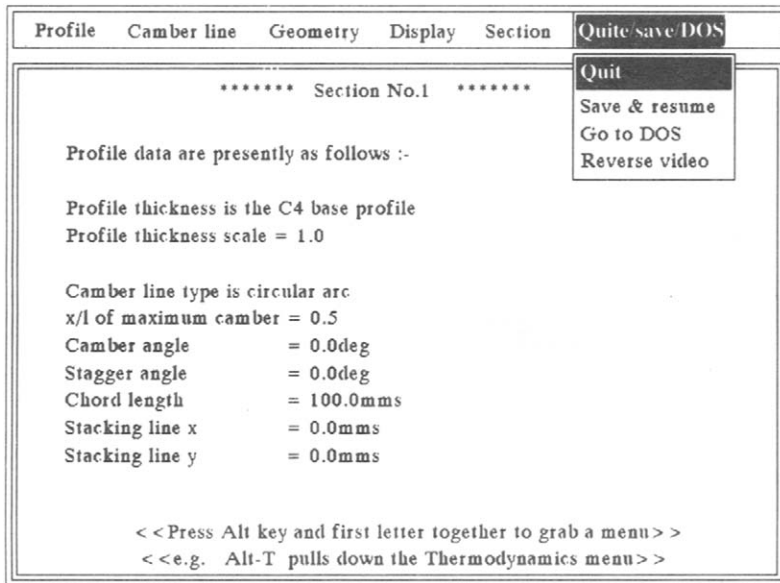 Profile Camber line Geometry Display Section Quite/save/DOS
Quit
Save & resume
Go to DOS
Reverse video
******* Section No.1 *******
Profile data are presently as follows :-
Profile thickness is the C4 base profile
Profile thickness scale = 1.0
Camber line type is circular arc
x/l of maximum camber = 0.5
Camber angle = 0.0deg
Stagger angle = 0.0deg
Chord length = 100.0mms
Stacking line x = 0.0mms
Stacking line y = 0.0mms
< <Press Alt key and first letter together to grab a menu> >
< <e.g. Alt-T pulls down the Thermodynamics menu> >